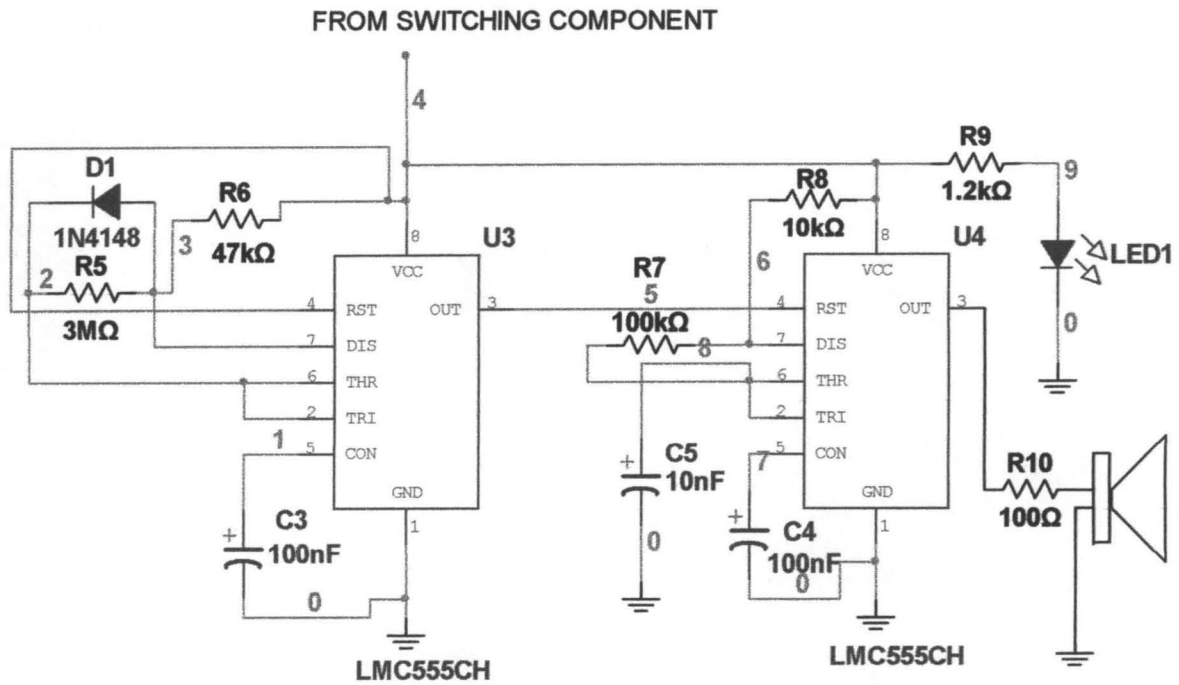 FROM SWITCHING COMPONENT
4
D1
1N4148
R6
47kΩ
3
2
R5
3MΩ
R9
1.2kΩ
9
LED1
0
R8
10kΩ
6
8
U3
VCC
4 RST OUT 3
7 DIS
6 THR
2 TRI
5 CON
GND
1
1
C3
100nF
+
0
LMC555CH
R7
5
100kΩ
8
8
U4
VCC
4 RST OUT 3
7 DIS
6 THR
2 TRI
5 CON
GND
1
7
C5
10nF
+
0
C4
100nF
+
0
LMC555CH
R10
100Ω